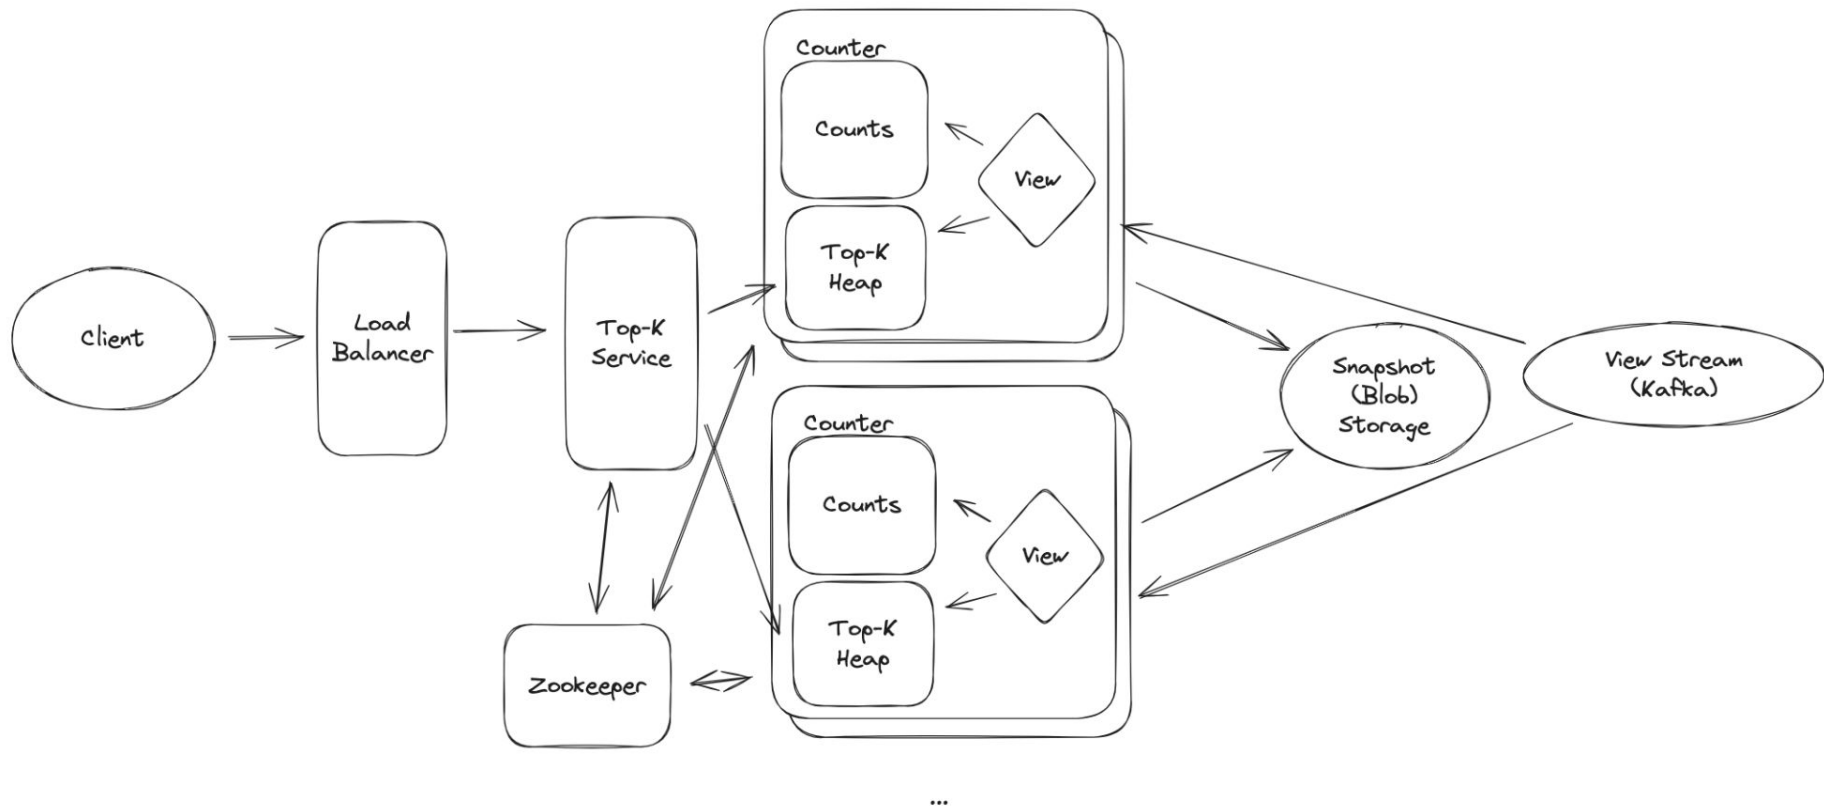 Client
Load
Balancer
Top-K
Service
Zookeeper
Counter
Counts
View
Top-K
Heap
Counter
Counts
View
Top-K
Heap
Snapshot
(Blob)
Storage
View Stream
(Kafka)
...